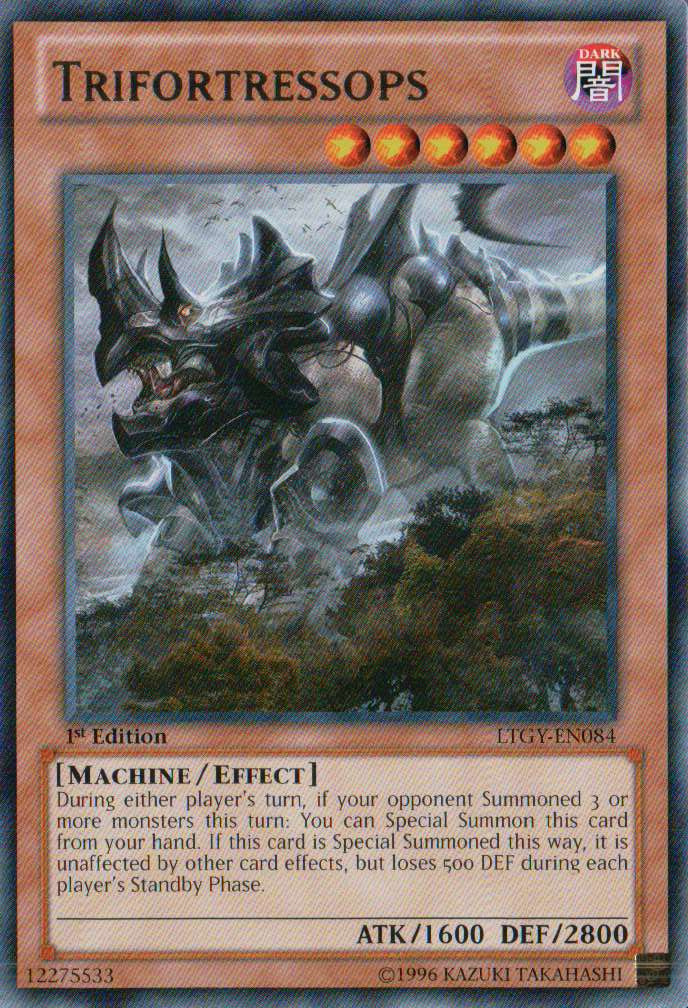 Trifortressops
DARK
闇
1st Edition
LTGY-EN084
[Machine/Effect]
During either player's turn, if your opponent Summoned 3 or
more monsters this turn: You can Special Summon this card
from your hand. If this card is Special Summoned this way, it is
unaffected by other card effects, but loses 500 DEF during each
player's Standby Phase.
ATK/1600 DEF/2800
12275533
©1996 KAZUKI TAKAHASHI